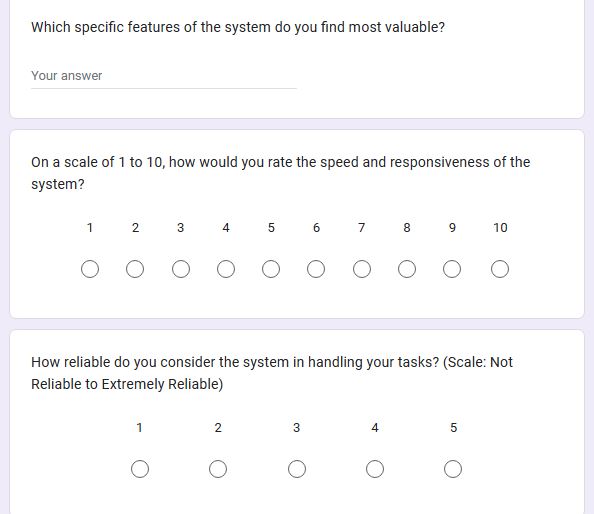 Which specific features of the system do you find most valuable?
Your answer
On a scale of 1 to 10, how would you rate the speed and responsiveness of the
system?
1 2 3 4 5 6 7 8 9 10
How reliable do you consider the system in handling your tasks? (Scale: Not
Reliable to Extremely Reliable)
1 2 3 4 5